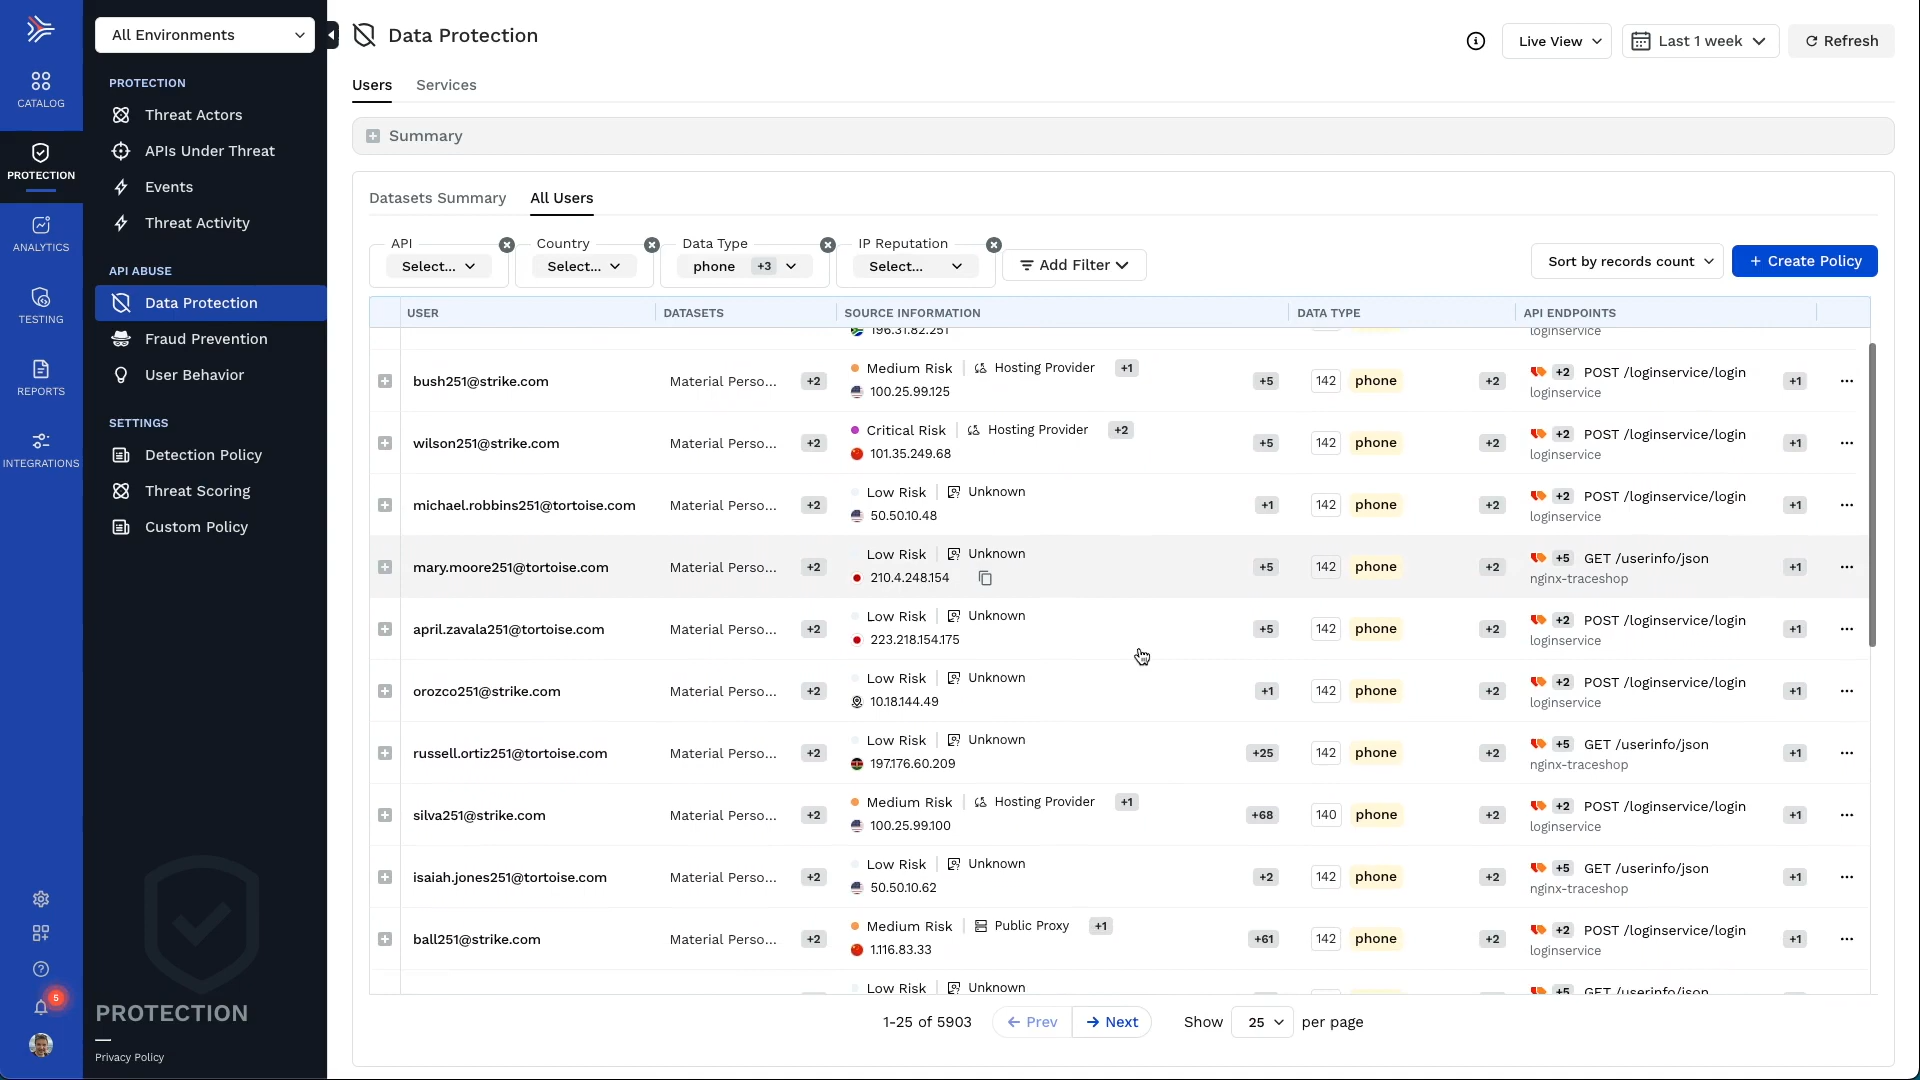 All Environments
Data Protection
Live View
Last 1 week
Refresh
CATALOG
PROTECTION
ANALYTICS
TESTING
REPORTS
INTEGRATIONS
5
PROTECTION
Threat Actors
APIs Under Threat
Events
Threat Activity
API ABUSE
Data Protection
Fraud Prevention
User Behavior
SETTINGS
Detection Policy
Threat Scoring
Custom Policy
PROTECTION
Privacy Policy
Users Services
Summary
Datasets Summary All Users
API Country Data Type IP Reputation
Select... Select... phone +3 Select... Add Filter Sort by records count + Create Policy
USER DATASETS SOURCE INFORMATION DATA TYPE API ENDPOINTS
196.31.82.251 loginservice
Medium Risk Hosting Provider +1
bush251@strike.com Material Perso... +2 +5 142 phone +2 +2 POST /loginservice/login +1
100.25.99.125 loginservice
Critical Risk Hosting Provider +2
wilson251@strike.com Material Perso... +2 +5 142 phone +2 +2 POST /loginservice/login +1
101.35.249.68 loginservice
Low Risk Unknown
michael.robbins251@tortoise.com Material Perso... +2 +1 142 phone +2 +2 POST /loginservice/login +1
50.50.10.48 loginservice
Low Risk Unknown
mary.moore251@tortoise.com Material Perso... +2 +5 142 phone +2 +5 GET /userinfo/json +1
210.4.248.154 nginx-traceshop
Low Risk Unknown
april.zavala251@tortoise.com Material Perso... +2 +5 142 phone +2 +2 POST /loginservice/login +1
223.218.154.175 loginservice
Low Risk Unknown
orozco251@strike.com Material Perso... +2 +1 142 phone +2 +2 POST /loginservice/login +1
10.18.144.49 loginservice
Low Risk Unknown
russell.ortiz251@tortoise.com Material Perso... +2 +25 142 phone +2 +5 GET /userinfo/json +1
197.176.60.209 nginx-traceshop
Medium Risk Hosting Provider +1
silva251@strike.com Material Perso... +2 +68 140 phone +2 +2 POST /loginservice/login +1
100.25.99.100 loginservice
Low Risk Unknown
isaiah.jones251@tortoise.com Material Perso... +2 +2 142 phone +2 +5 GET /userinfo/json +1
50.50.10.62 nginx-traceshop
Medium Risk Public Proxy +1
ball251@strike.com Material Perso... +2 +61 142 phone +2 +2 POST /loginservice/login +1
1.116.83.33 loginservice
Low Risk Unknown +5 GET /userinfo/json
1-25 of 5903 Prev Next Show 25 per page